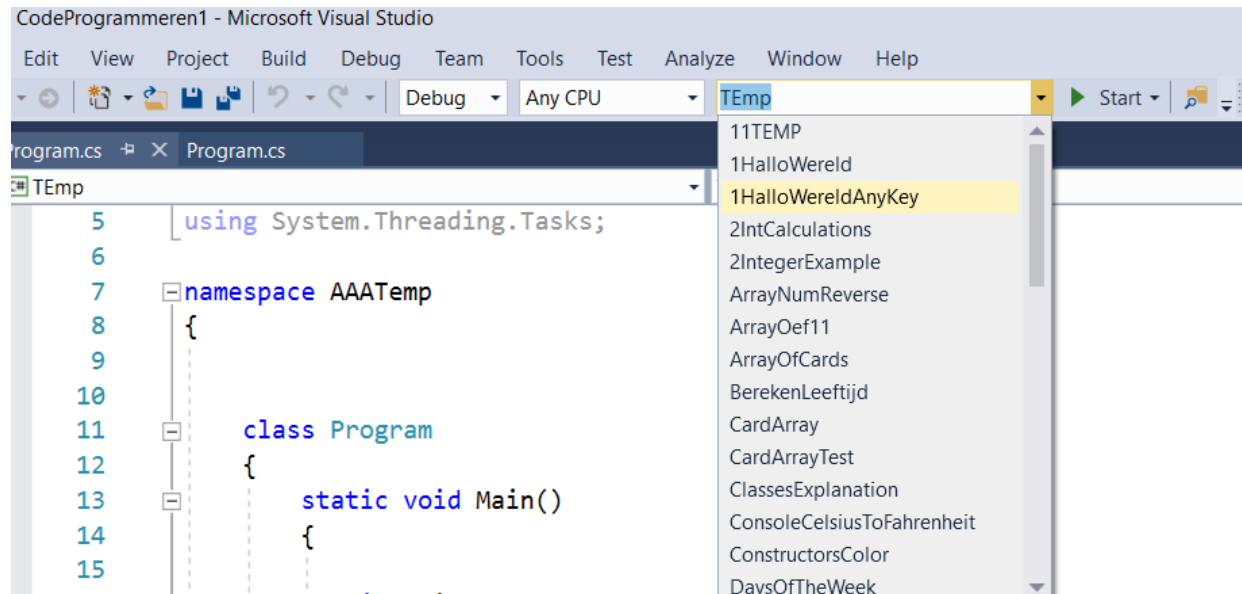 CodeProgrammeren1 - Microsoft Visual Studio
Edit View Project Build Debug Team Tools Test Analyze Window Help
Debug Any CPU TEmp Start
Program.cs Program.cs
TEmp
5 using System.Threading.Tasks;
6
7 namespace AAATemp
8 {
9
10
11 class Program
12 {
13 static void Main()
14 {
15
11TEMP
1HalloWereld
1HalloWereldAnyKey
2IntCalculations
2IntegerExample
ArrayNumReverse
ArrayOef11
ArrayOfCards
BerekenLeeftijd
CardArray
CardArrayTest
ClassesExplanation
ConsoleCelsiusToFahrenheit
ConstructorsColor
DaysOfTheWeek